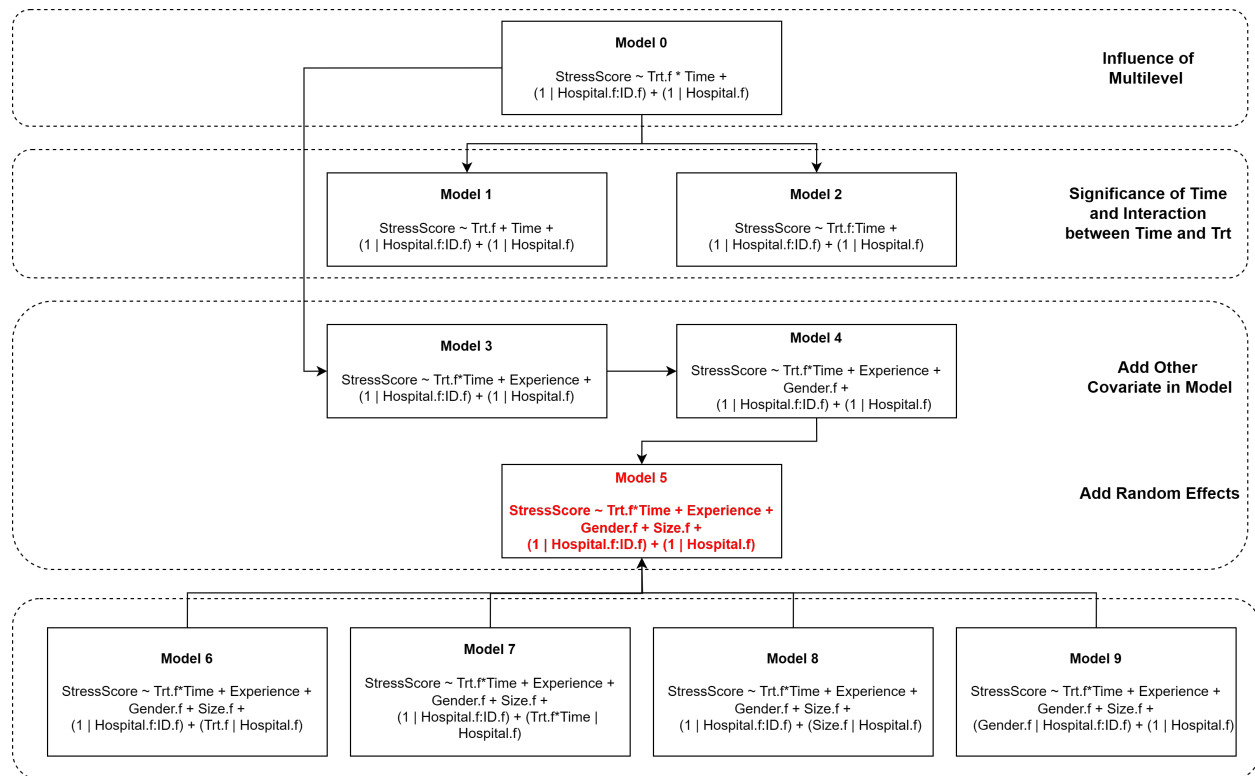 Model 0
StressScore ~ Trt.f * Time +
(1 | Hospital.f:ID.f) + (1 | Hospital.f)
Influence of
Multilevel
Model 1
StressScore ~ Trt.f + Time +
(1 | Hospital.f:ID.f) + (1 | Hospital.f)
Model 2
StressScore ~ Trt.f:Time +
(1 | Hospital.f:ID.f) + (1 | Hospital.f)
Significance of Time
and Interaction
between Time and Trt
Model 3
StressScore ~ Trt.f*Time + Experience +
(1 | Hospital.f:ID.f) + (1 | Hospital.f)
Model 4
StressScore ~ Trt.f*Time + Experience +
Gender.f +
(1 | Hospital.f:ID.f) + (1 | Hospital.f)
Add Other
Covariate in Model
Model 5
StressScore ~ Trt.f*Time + Experience +
Gender.f + Size.f +
(1 | Hospital.f:ID.f) + (1 | Hospital.f)
Add Random Effects
Model 6
StressScore ~ Trt.f*Time + Experience +
Gender.f + Size.f +
(1 | Hospital.f:ID.f) + (Trt.f | Hospital.f)
Model 7
StressScore ~ Trt.f*Time + Experience +
Gender.f + Size.f +
(1 | Hospital.f:ID.f) + (Trt.f*Time |
Hospital.f)
Model 8
StressScore ~ Trt.f*Time + Experience +
Gender.f + Size.f +
(1 | Hospital.f:ID.f) + (Size.f | Hospital.f)
Model 9
StressScore ~ Trt.f*Time + Experience +
Gender.f + Size.f +
(Gender.f | Hospital.f:ID.f) + (1 | Hospital.f)